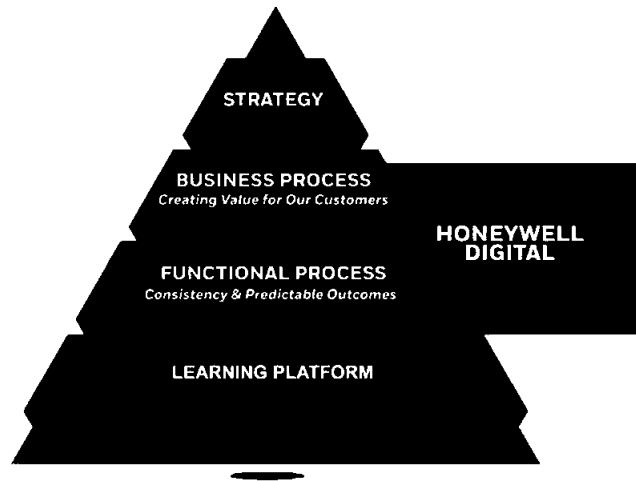 STRATEGY
BUSINESS PROCESS
Creating Value for Our Customers
HONEYWELL
DIGITAL
FUNCTIONAL PROCESS
Consistency & Predictable Outcomes
LEARNING PLATFORM